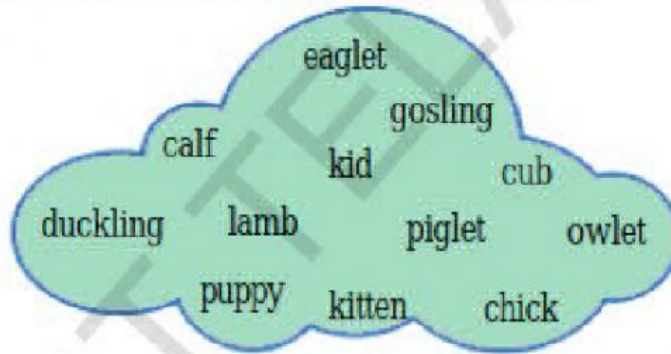 eaglet
gosling
calf
kid
cub
duckling
lamb
piglet
owlet
puppy
kitten
chick